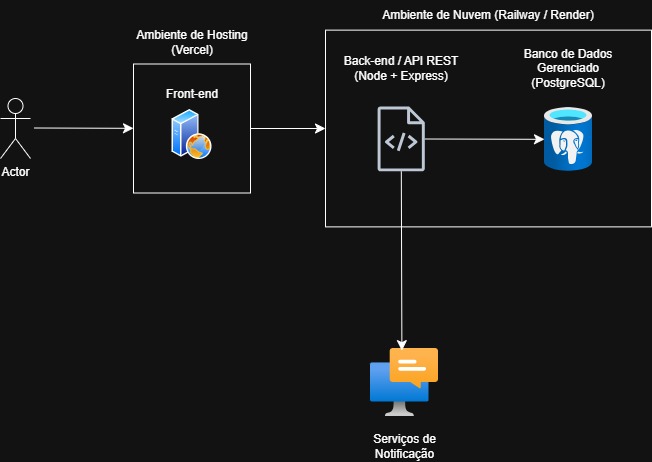 Ambiente de Nuvem (Railway / Render)
Ambiente de Hosting
(Vercel)
Back-end / API REST
(Node + Express)
Banco de Dados
Gerenciado
(PostgreSQL)
Front-end
</>
Actor
Serviços de
Notificação